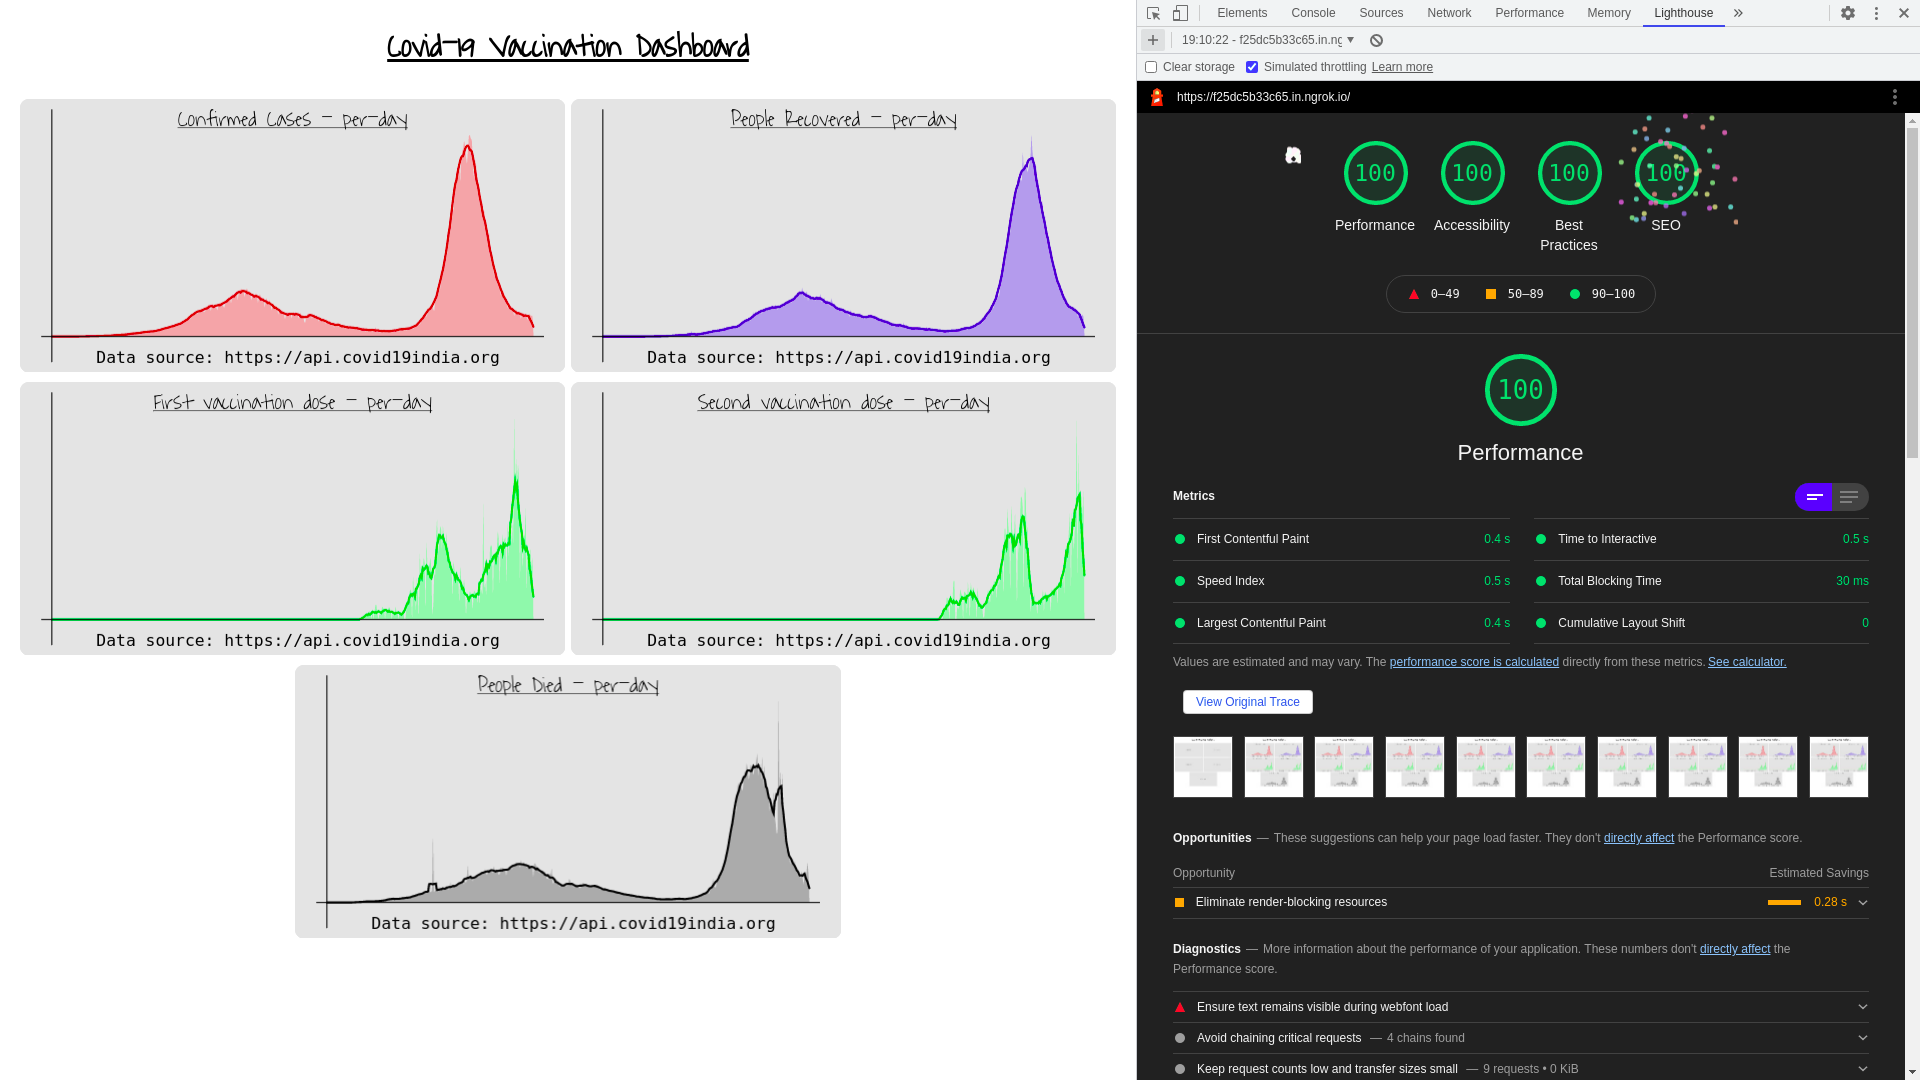 Covid-19 Vaccination Dashboard
Confirmed Cases - per-day
Data source: https://api.covid19india.org
People Recovered - per-day
Data source: https://api.covid19india.org
First vaccination dose - per-day
Data source: https://api.covid19india.org
Second vaccination dose - per-day
Data source: https://api.covid19india.org
People Died - per-day
Data source: https://api.covid19india.org
Elements Console Sources Network Performance Memory Lighthouse
19:10:22 - f25dc5b33c65.in.ng
Clear storage Simulated throttling Learn more
https://f25dc5b33c65.in.ngrok.io/
100 100 100 100
Performance Accessibility Best Practices SEO
0–49 50–89 90–100
100
Performance
Metrics
First Contentful Paint 0.4 s
Time to Interactive 0.5 s
Speed Index 0.5 s
Total Blocking Time 30 ms
Largest Contentful Paint 0.4 s
Cumulative Layout Shift 0
Values are estimated and may vary. The performance score is calculated directly from these metrics. See calculator.
View Original Trace
Opportunities — These suggestions can help your page load faster. They don't directly affect the Performance score.
Opportunity Estimated Savings
Eliminate render-blocking resources 0.28 s
Diagnostics — More information about the performance of your application. These numbers don't directly affect the
Performance score.
Ensure text remains visible during webfont load
Avoid chaining critical requests — 4 chains found
Keep request counts low and transfer sizes small — 9 requests • 0 KiB